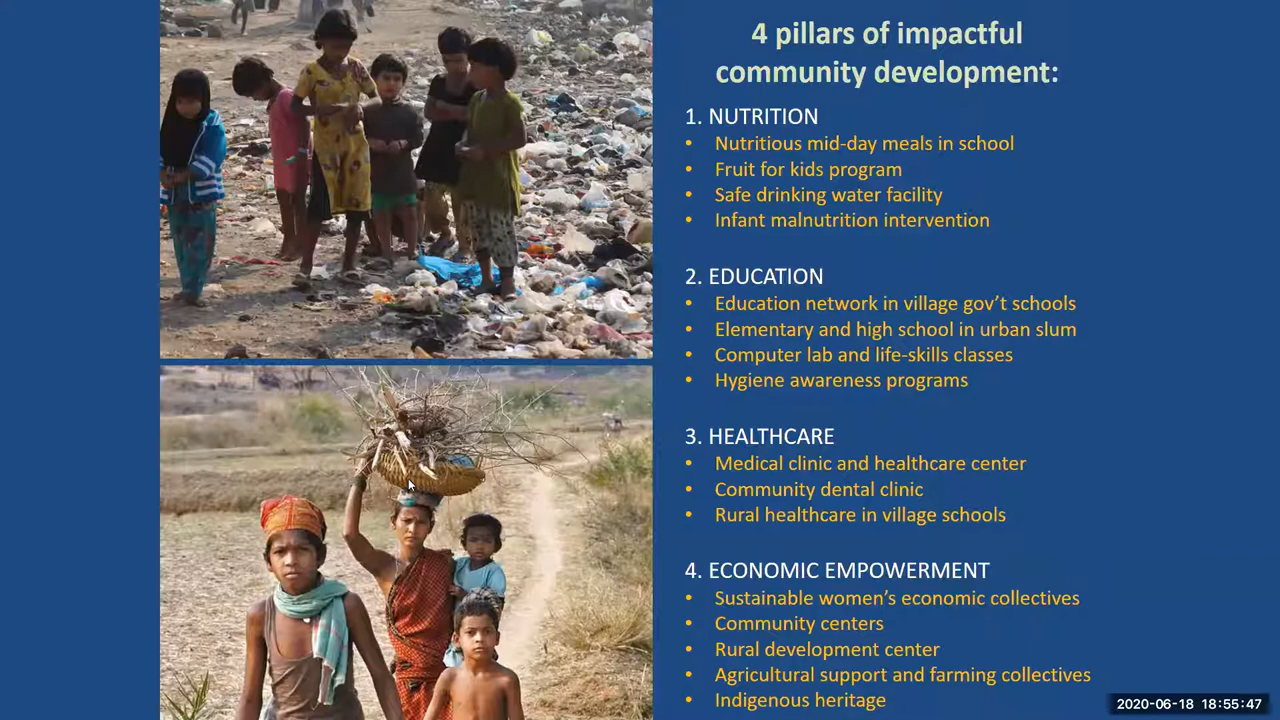 4 pillars of impactful
community development:
1. NUTRITION
• Nutritious mid-day meals in school
• Fruit for kids program
• Safe drinking water facility
• Infant malnutrition intervention
2. EDUCATION
• Education network in village gov’t schools
• Elementary and high school in urban slum
• Computer lab and life-skills classes
• Hygiene awareness programs
3. HEALTHCARE
• Medical clinic and healthcare center
• Community dental clinic
• Rural healthcare in village schools
4. ECONOMIC EMPOWERMENT
• Sustainable women’s economic collectives
• Community centers
• Rural development center
• Agricultural support and farming collectives
• Indigenous heritage
2020-06-18 18:55:47